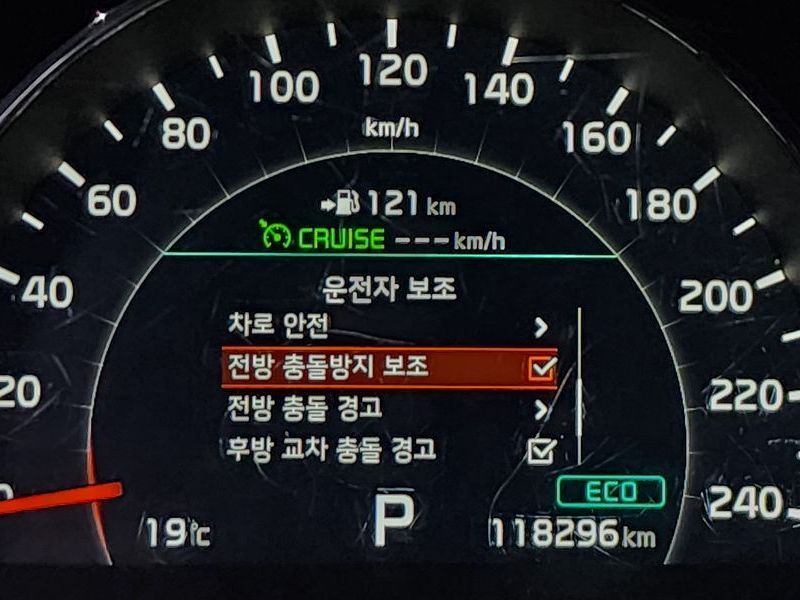 120
100
140
80
km/h
160
60
121 km
180
CRUISE ---km/h
운전자 보조
40
200
차로 안전
전방 충돌방지 보조
20
전방 충돌 경고
220
후방 교차 충돌 경고
ECO
240
19℃
P
118296km